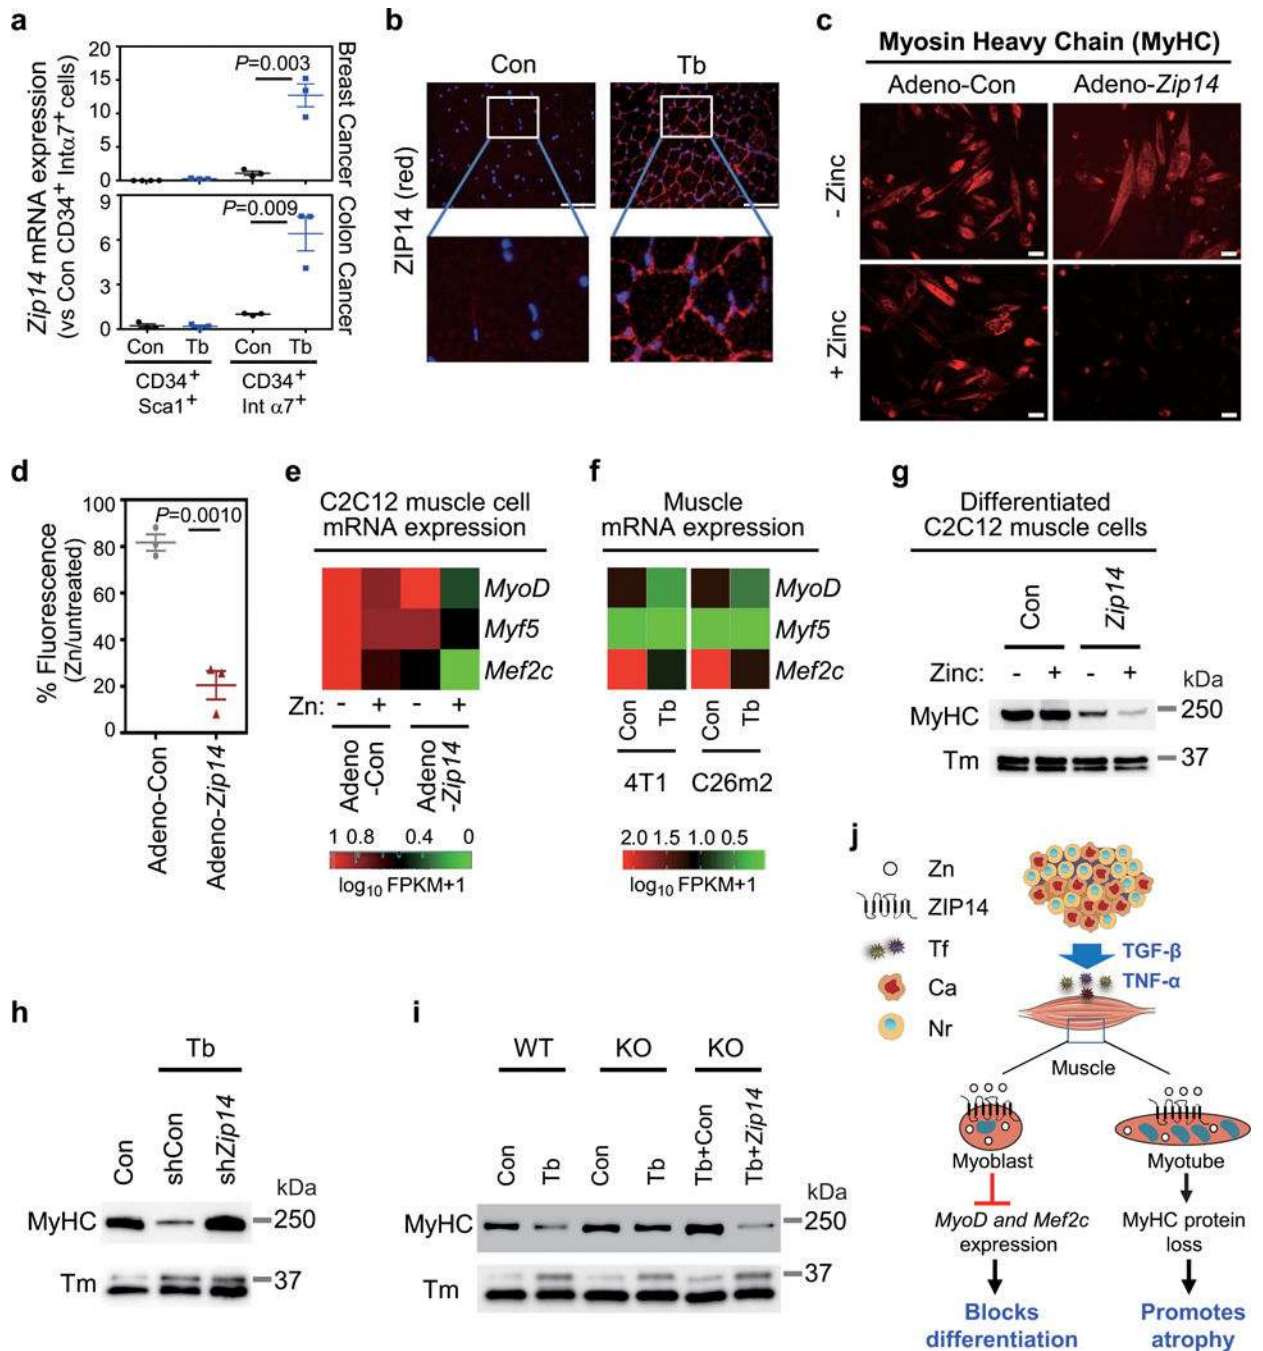 a
Zip14 mRNA expression
(vs Con CD34+ Intα7+ cells)
20
15
10
5
0
P=0.003
Breast Cancer
9
6
3
0
P=0.009
Colon Cancer
Con Tb Con Tb
CD34+ CD34+
Sca1+ Int α7+
b
Con Tb
ZIP14 (red)
c
Myosin Heavy Chain (MyHC)
Adeno-Con Adeno-Zip14
- Zinc
+ Zinc
d
% Fluorescence
(Zn/untreated)
100
80
60
40
20
0
P=0.0010
Adeno-Con
Adeno-Zip14
e
C2C12 muscle cell
mRNA expression
MyoD
Myf5
Mef2c
Zn: - + - +
Adeno
-Con
Adeno
-Zip14
1 0.8 0.4 0
log10 FPKM+1
f
Muscle
mRNA expression
MyoD
Myf5
Mef2c
Con Tb Con Tb
4T1 C26m2
2.0 1.5 1.0 0.5
log10 FPKM+1
g
Differentiated
C2C12 muscle cells
Con Zip14
Zinc: - + - +
kDa
MyHC 250
Tm 37
h
Tb
Con shCon shZip14
kDa
MyHC 250
Tm 37
i
WT KO KO
Con Tb Con Tb Tb+Con Tb+Zip14
kDa
MyHC 250
Tm 37
j
Zn
ZIP14
Tf
Ca
Nr
TGF-β
TNF-α
Muscle
Myoblast Myotube
MyoD and Mef2c
expression
MyHC protein
loss
Blocks
differentiation
Promotes
atrophy